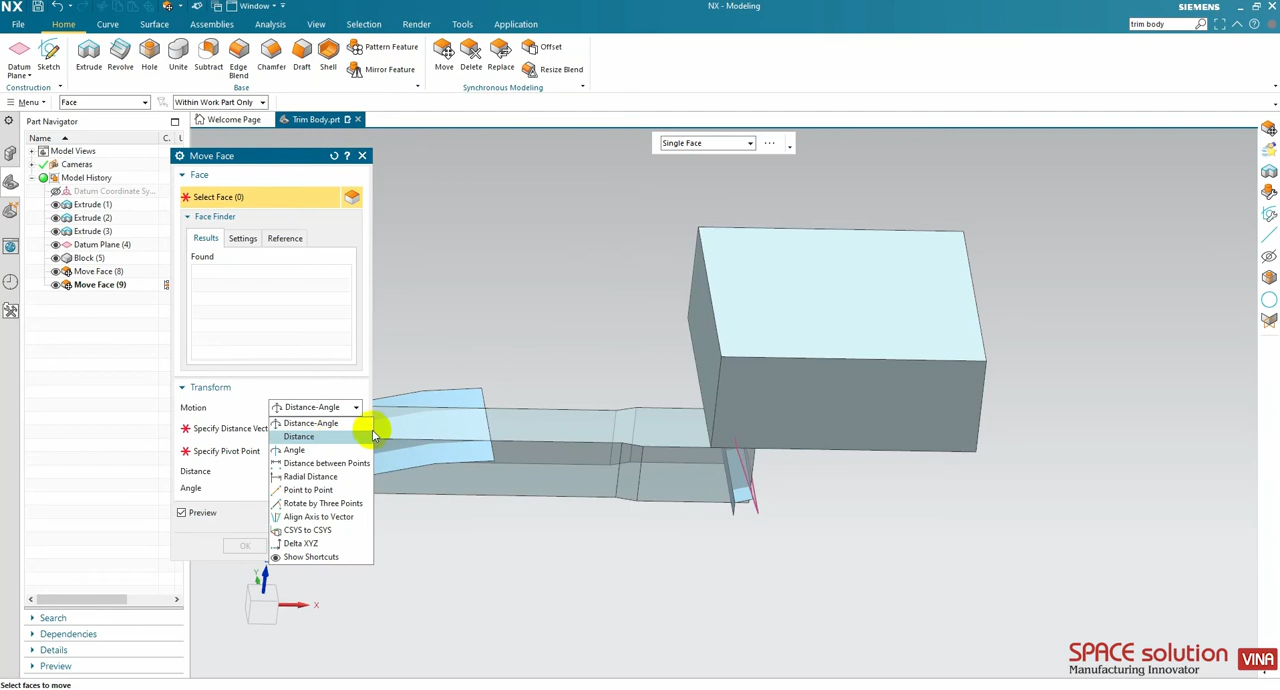 NX
Window
NX - Modeling
SIEMENS
File
Home
Curve
Surface
Assemblies
Analysis
View
Selection
Render
Tools
Application
trim body
Datum Plane
Sketch
Construction
Extrude
Revolve
Hole
Unite
Subtract
Edge Blend
Chamfer
Draft
Shell
Pattern Feature
Mirror Feature
Base
Move
Delete
Replace
Offset
Resize Blend
Synchronous Modeling
Menu
Face
Within Work Part Only
Part Navigator
Welcome Page
Trim Body.prt
Name
C.
U
Model Views
Cameras
Model History
Datum Coordinate Sy...
Extrude (1)
Extrude (2)
Extrude (3)
Datum Plane (4)
Block (5)
Move Face (8)
Move Face (9)
Single Face
Move Face
Face
Select Face (0)
Face Finder
Results
Settings
Reference
Found
Transform
Motion
Distance-Angle
Specify Distance Vect
Specify Pivot Point
Distance
Angle
Preview
OK
Distance-Angle
Distance
Angle
Distance between Points
Radial Distance
Point to Point
Rotate by Three Points
Align Axis to Vector
CSYS to CSYS
Delta XYZ
Show Shortcuts
Y
X
Search
Dependencies
Details
Preview
SPACE solution
Manufacturing Innovator
VINA
Select faces to move